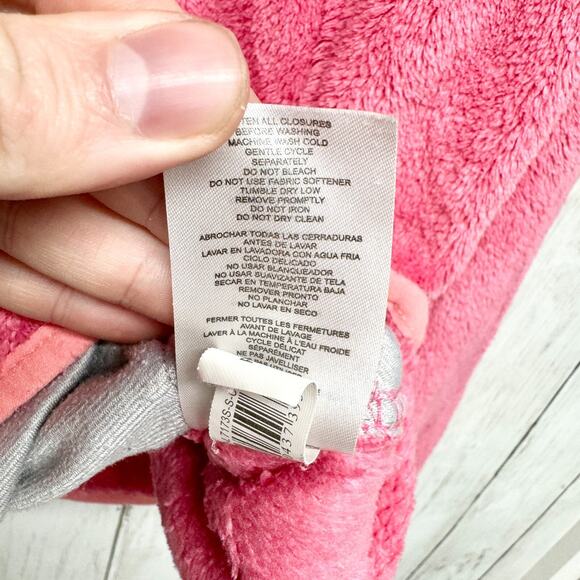 TEN ALL CLOSURES
BEFORE WASHING
MACHINE WASH COLD
GENTLE CYCLE
SEPARATELY
DO NOT BLEACH
DO NOT USE FABRIC SOFTENER
TUMBLE DRY LOW
REMOVE PROMPTLY
DO NOT IRON
DO NOT DRY CLEAN
ABROCHAR TODAS LAS CERRADURAS
ANTES DE LAVAR
LAVAR EN LAVADORA CON AGUA FRIA
CICLO DELICADO
NO USAR BLANQUEADOR
NO USAR SUAVIZANTE DE TELA
SECAR EN TEMPERATURA BAJA
REMOVER PRONTO
NO PLANCHAR
NO LAVAR EN SECO
FERMER TOUTES LES FERMETURES
AVANT DE LAVAGE
LAVER À LA MACHINE À L'EAU FROIDE
CYCLE DÉLICAT
SÉPARÉMENT
NE PAS JAVELLISER